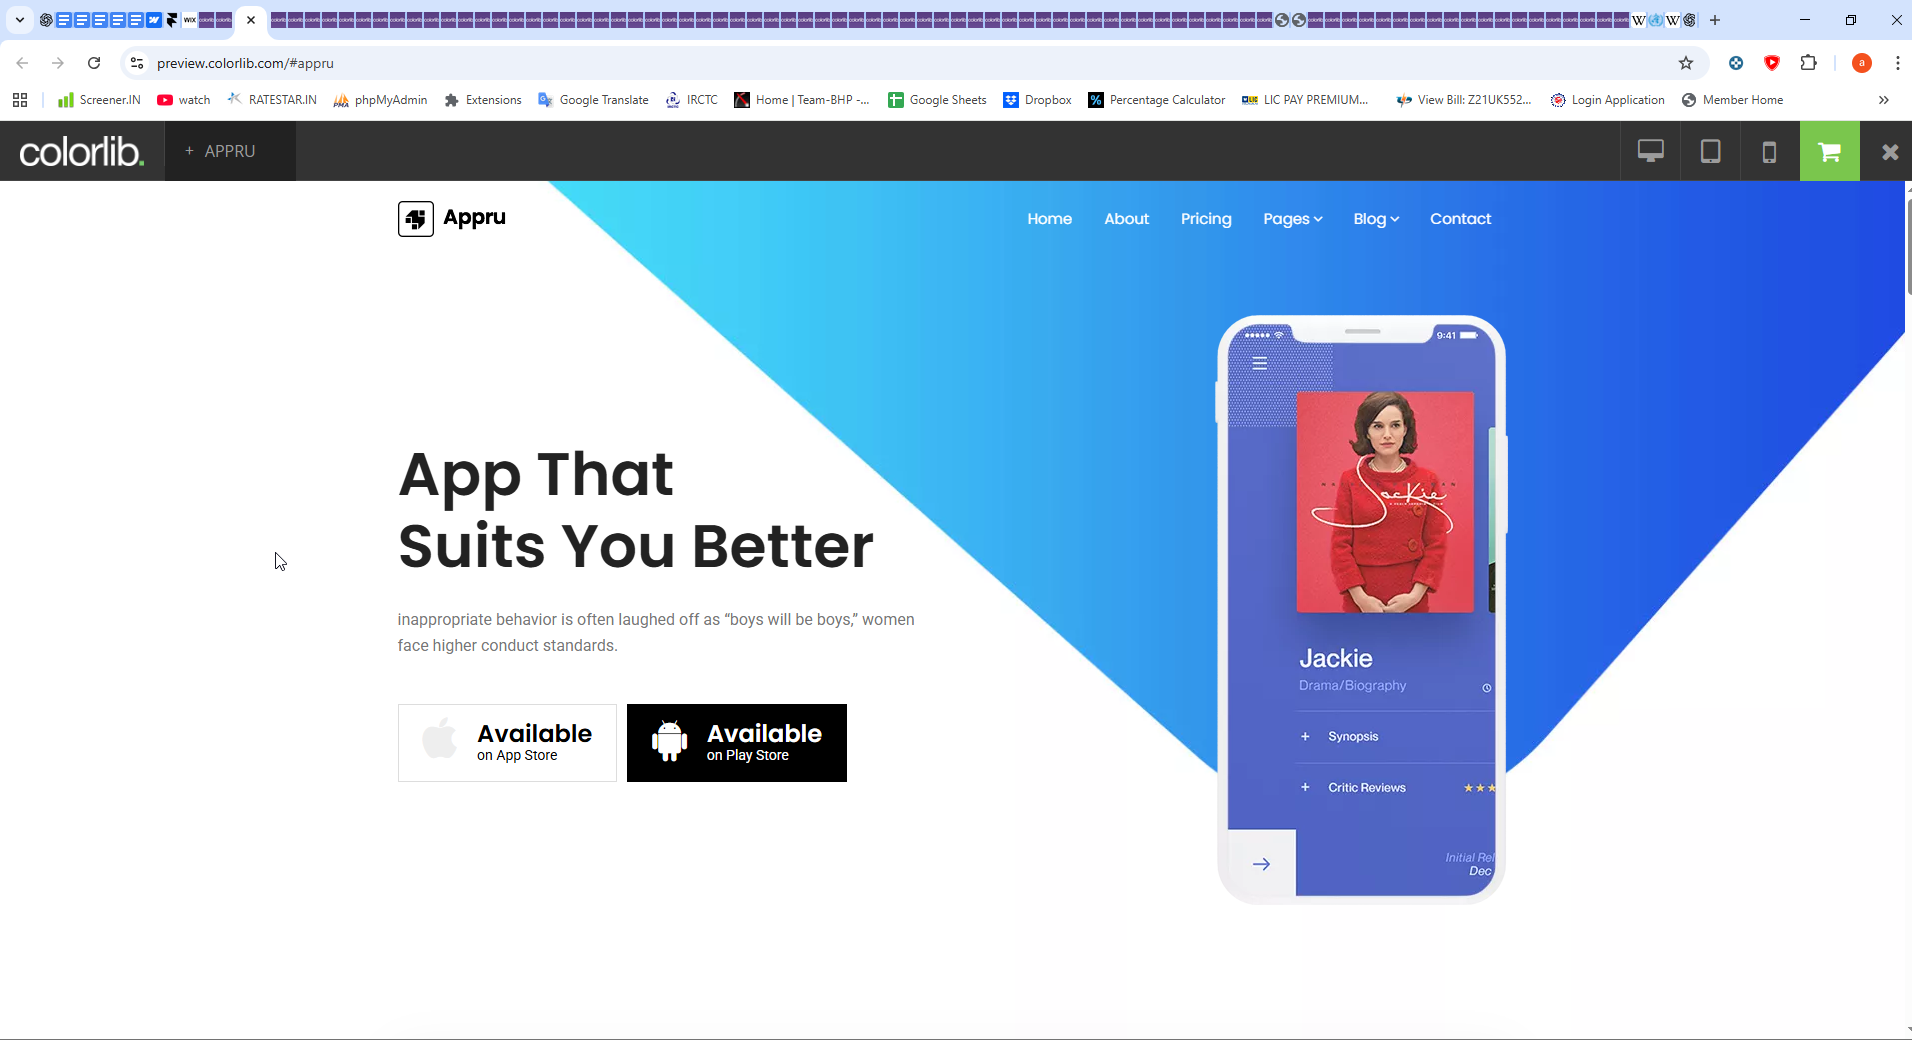 preview.colorlib.com/#appru
Screener.IN
watch
RATESTAR.IN
phpMyAdmin
Extensions
Google Translate
IRCTC
Home | Team-BHP -...
Google Sheets
Dropbox
Percentage Calculator
LIC PAY PREMIUM...
View Bill: Z21UK552...
Login Application
Member Home
colorlib.
+ APPRU
Appru
Home
About
Pricing
Pages
Blog
Contact
9:41
App That
Suits You Better
Jackie
inappropriate behavior is often laughed off as “boys will be boys,” women
face higher conduct standards.
Jackie
Drama/Biography
Available
on App Store
Available
on Play Store
+ Synopsis
+ Critic Reviews
Initial Rel
Dec